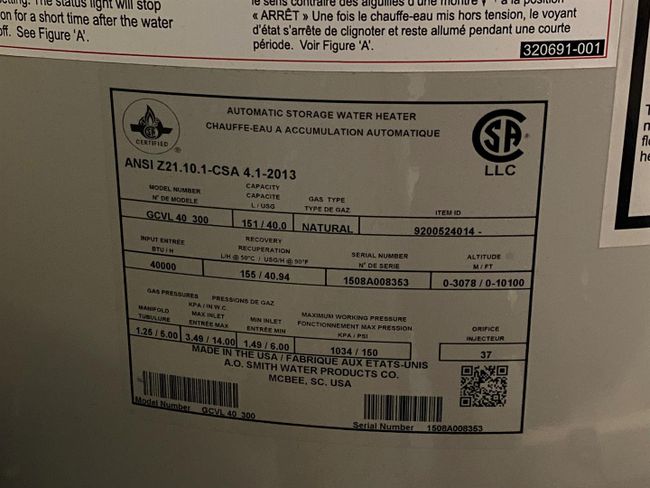 setting. The status light will stop
on for a short time after the water
off. See Figure 'A'.
le sens contraire des aiguilles d'une montre à la position
« ARRÊT » Une fois le chauffe-eau mis hors tension, le voyant
d'état s'arrête de clignoter et reste allumé pendant une courte
période. Voir Figure 'A'.
320691-001
CERTIFIED
®
AUTOMATIC STORAGE WATER HEATER
CHAUFFE-EAU A ACCUMULATION AUTOMATIQUE
CSA
®
LLC
ANSI Z21.10.1-CSA 4.1-2013
MODEL NUMBER
N° DE MODELE
GCVL 40 300
CAPACITY
CAPACITE
L / USG
151 / 40.0
GAS TYPE
TYPE DE GAZ
NATURAL
ITEM ID
9200524014 -
INPUT ENTRÉE
BTU / H
40000
RECOVERY
RECUPERATION
L/H @ 50°C / USG/H @ 90°F
155 / 40.94
SERIAL NUMBER
N° DE SERIE
1508A008353
ALTITUDE
M / FT
0-3078 / 0-10100
GAS PRESSURES PRESSIONS DE GAZ
KPA / IN.W.C.
MANIFOLD
TUBULURE
1.25 / 5.00
MAX INLET
ENTRÉE MAX
3.49 / 14.00
MIN INLET
ENTRÉE MIN
1.49 / 6.00
MAXIMUM WORKING PRESSURE
FONCTIONNEMENT MAX PRESSION
KPA / PSI
1034 / 150
ORIFICE
INJECTEUR
37
MADE IN THE USA / FABRIQUE AUX ETATS-UNIS
A.O. SMITH WATER PRODUCTS CO.
MCBEE, SC. USA
Model Number GCVL 40 300
Serial Number 1508A008353